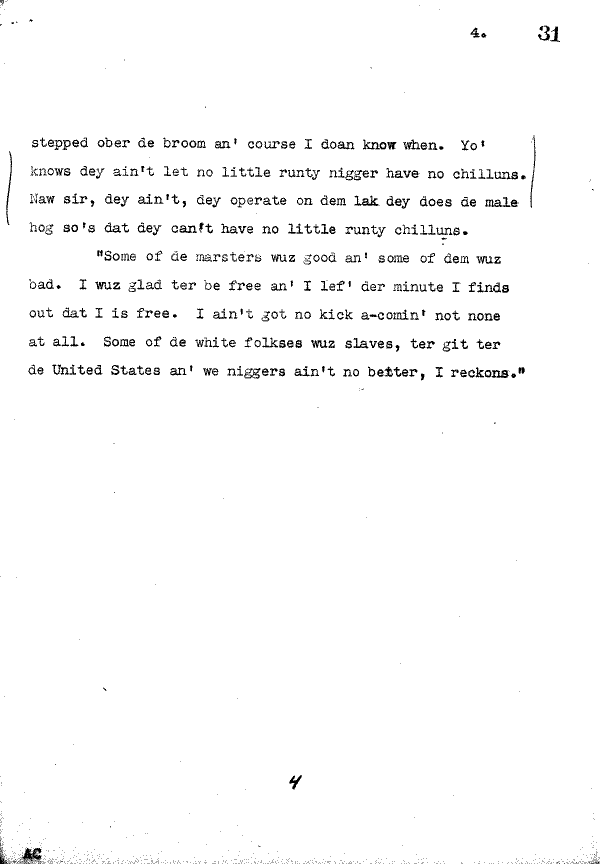 4. 31
stepped ober de broom an' course I doan know when. Yo'
knows dey ain't let no little runty nigger have no chilluns.
Naw sir, dey ain't, dey operate on dem lak dey does de male
hog so's dat dey can't have no little runty chilluns.
"Some of de marsters wuz good an' some of dem wuz
bad. I wuz glad ter be free an' I lef' der minute I finds
out dat I is free. I ain't got no kick a-comin' not none
at all. Some of de white folkses wuz slaves, ter git ter
de United States an' we niggers ain't no better, I reckons."
4
AC